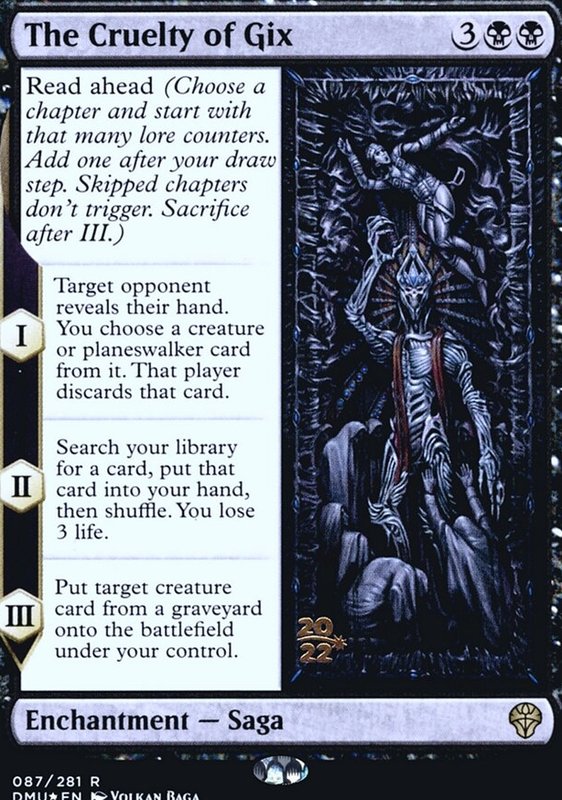 The Cruelty of Gix 3
Read ahead (Choose a
chapter and start with
that many lore counters.
Add one after your draw
step. Skipped chapters
don't trigger. Sacrifice
after III.)
I
Target opponent
reveals their hand.
You choose a creature
or planeswalker card
from it. That player
discards that card.
II
Search your library
for a card, put that
card into your hand,
then shuffle. You lose
3 life.
III
Put target creature
card from a graveyard
onto the battlefield
under your control.
20
22
Enchantment — Saga
087/281 R
DMU★EN Volkan Baga